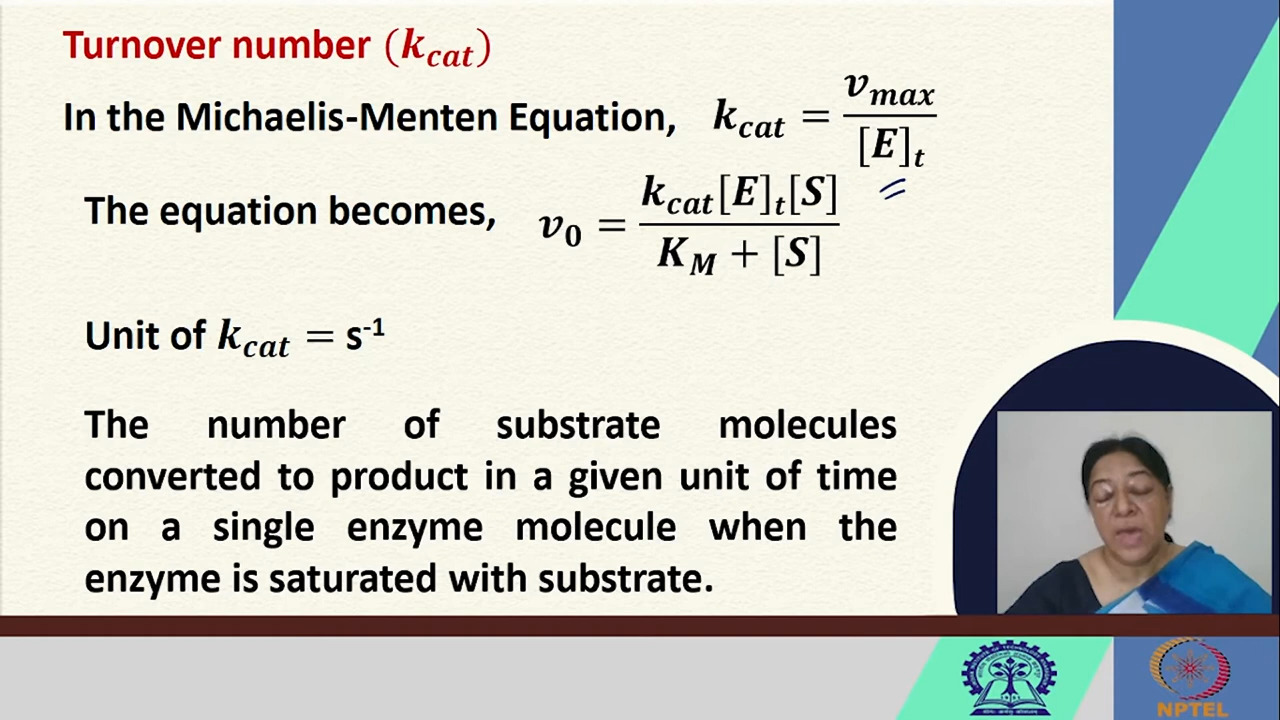 Turnover number (k_cat)
In the Michaelis-Menten Equation, k_cat = v_max / [E]_t
The equation becomes, v_0 = k_cat[E]_t[S] / K_M + [S]
Unit of k_cat = s⁻¹
The number of substrate molecules
converted to product in a given unit of time
on a single enzyme molecule when the
enzyme is saturated with substrate.
NPTEL